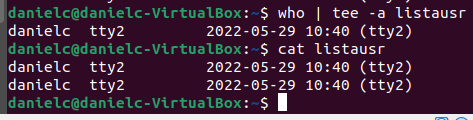 danielc@danielc-VirtualBox:~$ who | tee -a listausr
danielc  tty2         2022-05-29 10:40 (tty2)
danielc@danielc-VirtualBox:~$ cat listausr
danielc  tty2         2022-05-29 10:40 (tty2)
danielc  tty2         2022-05-29 10:40 (tty2)
danielc@danielc-VirtualBox:~$